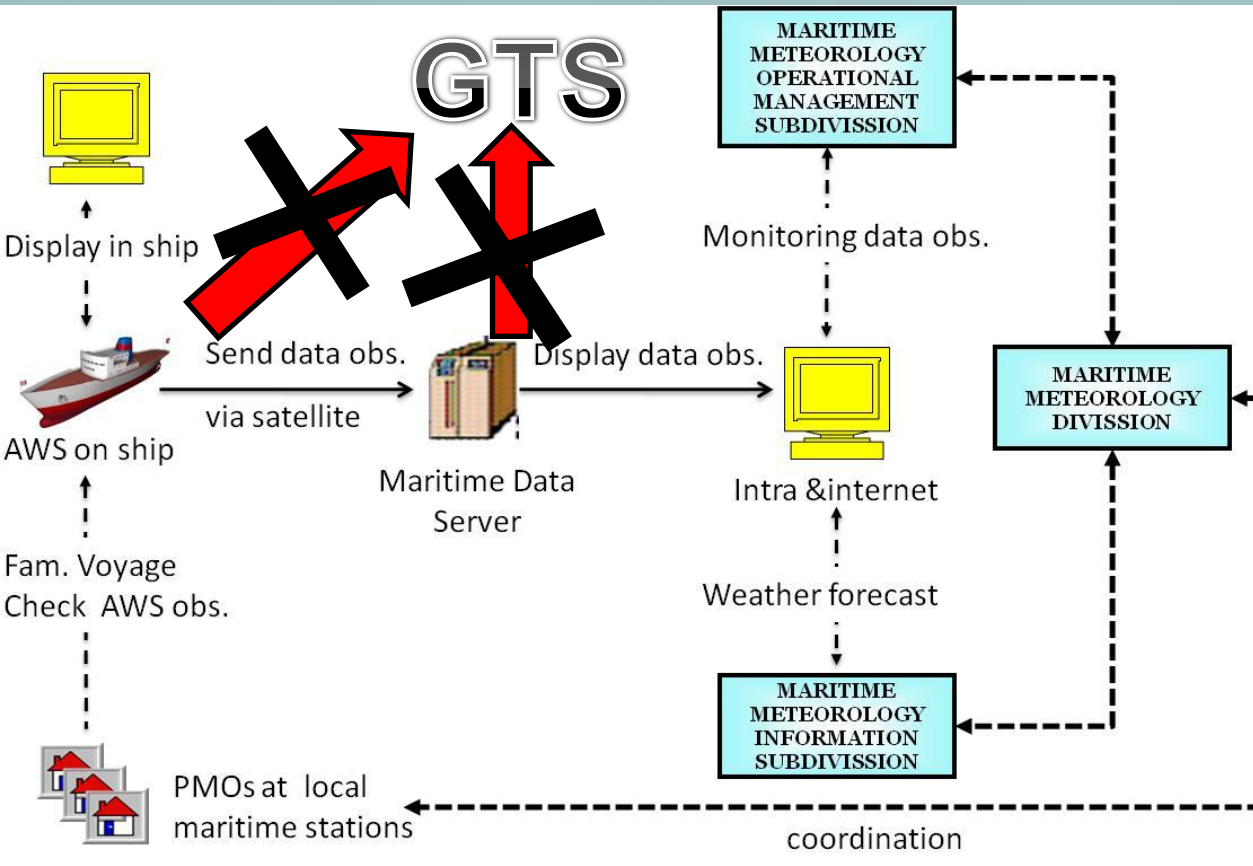 GTS
MARITIME
METEOROLOGY
OPERATIONAL
MANAGEMENT
SUBDIVISSION
Display in ship
Monitoring data obs.
Send data obs.
via satellite
Display data obs.
MARITIME
METEOROLOGY
DIVISSION
AWS on ship
Maritime Data
Server
Intra &internet
Fam. Voyage
Check AWS obs.
Weather forecast
MARITIME
METEOROLOGY
INFORMATION
SUBDIVISSION
PMOs at local
maritime stations
coordination